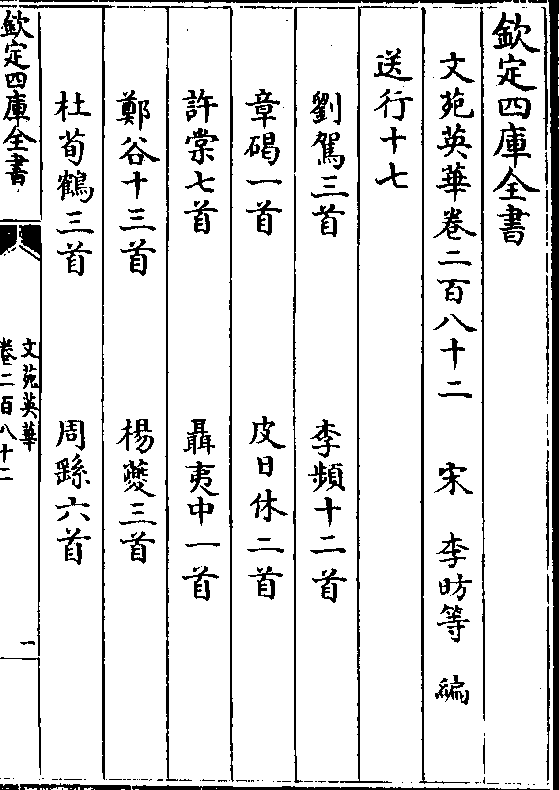 欽定四庫全書
文苑英華卷二百八十二 宋 李昉等 編
送行十七
劉駕三首 李頻十二首
章碣一首 皮日休二首
許棠七首 聶夷中一首
鄭谷十三首 楊夔三首
杜荀鶴三首 周繇六首
欽定四庫全書
文苑英華
卷二百八十二
一